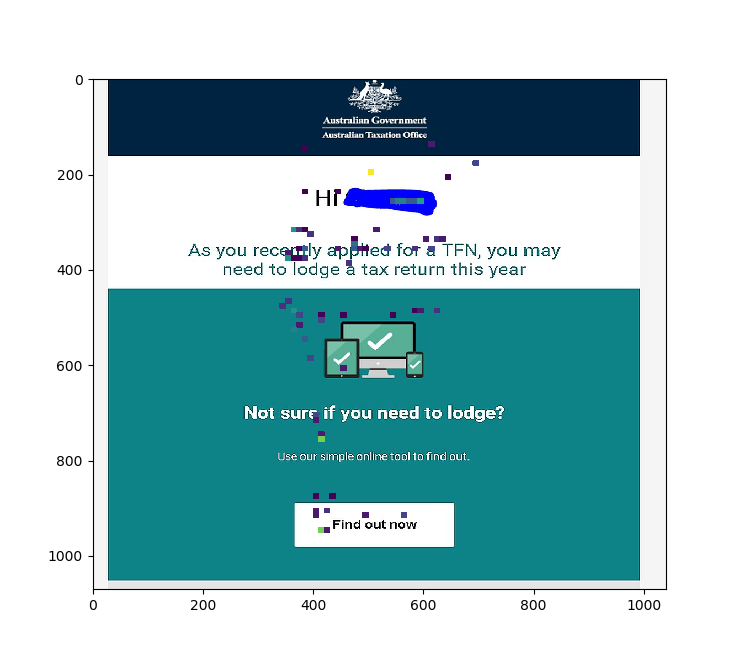 Australian Government
Australian Taxation Office
Hi
As you recently applied for a TFN, you may
need to lodge a tax return this year
Not sure if you need to lodge?
Use our simple online tool to find out.
Find out now
0
200
400
600
800
1000
0
200
400
600
800
1000